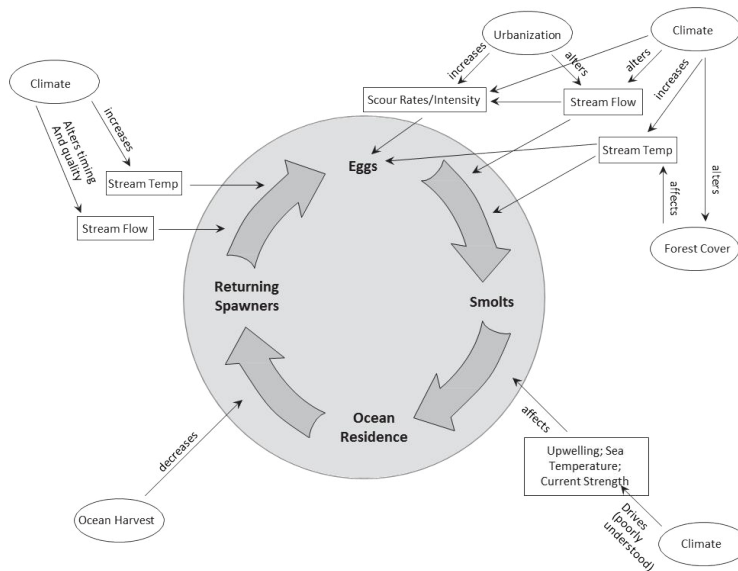 Urbanization
Climate
increases
alters
alters
increases
Scour Rates/Intensity
Stream Flow
Stream Temp
alters
affects
Forest Cover
Climate
increases
Alters timing
And quality
Stream Temp
Stream Flow
Eggs
Smolts
Ocean
Residence
Returning
Spawners
decreases
Ocean Harvest
affects
Upwelling; Sea
Temperature;
Current Strength
Drives
(poorly
understood)
Climate